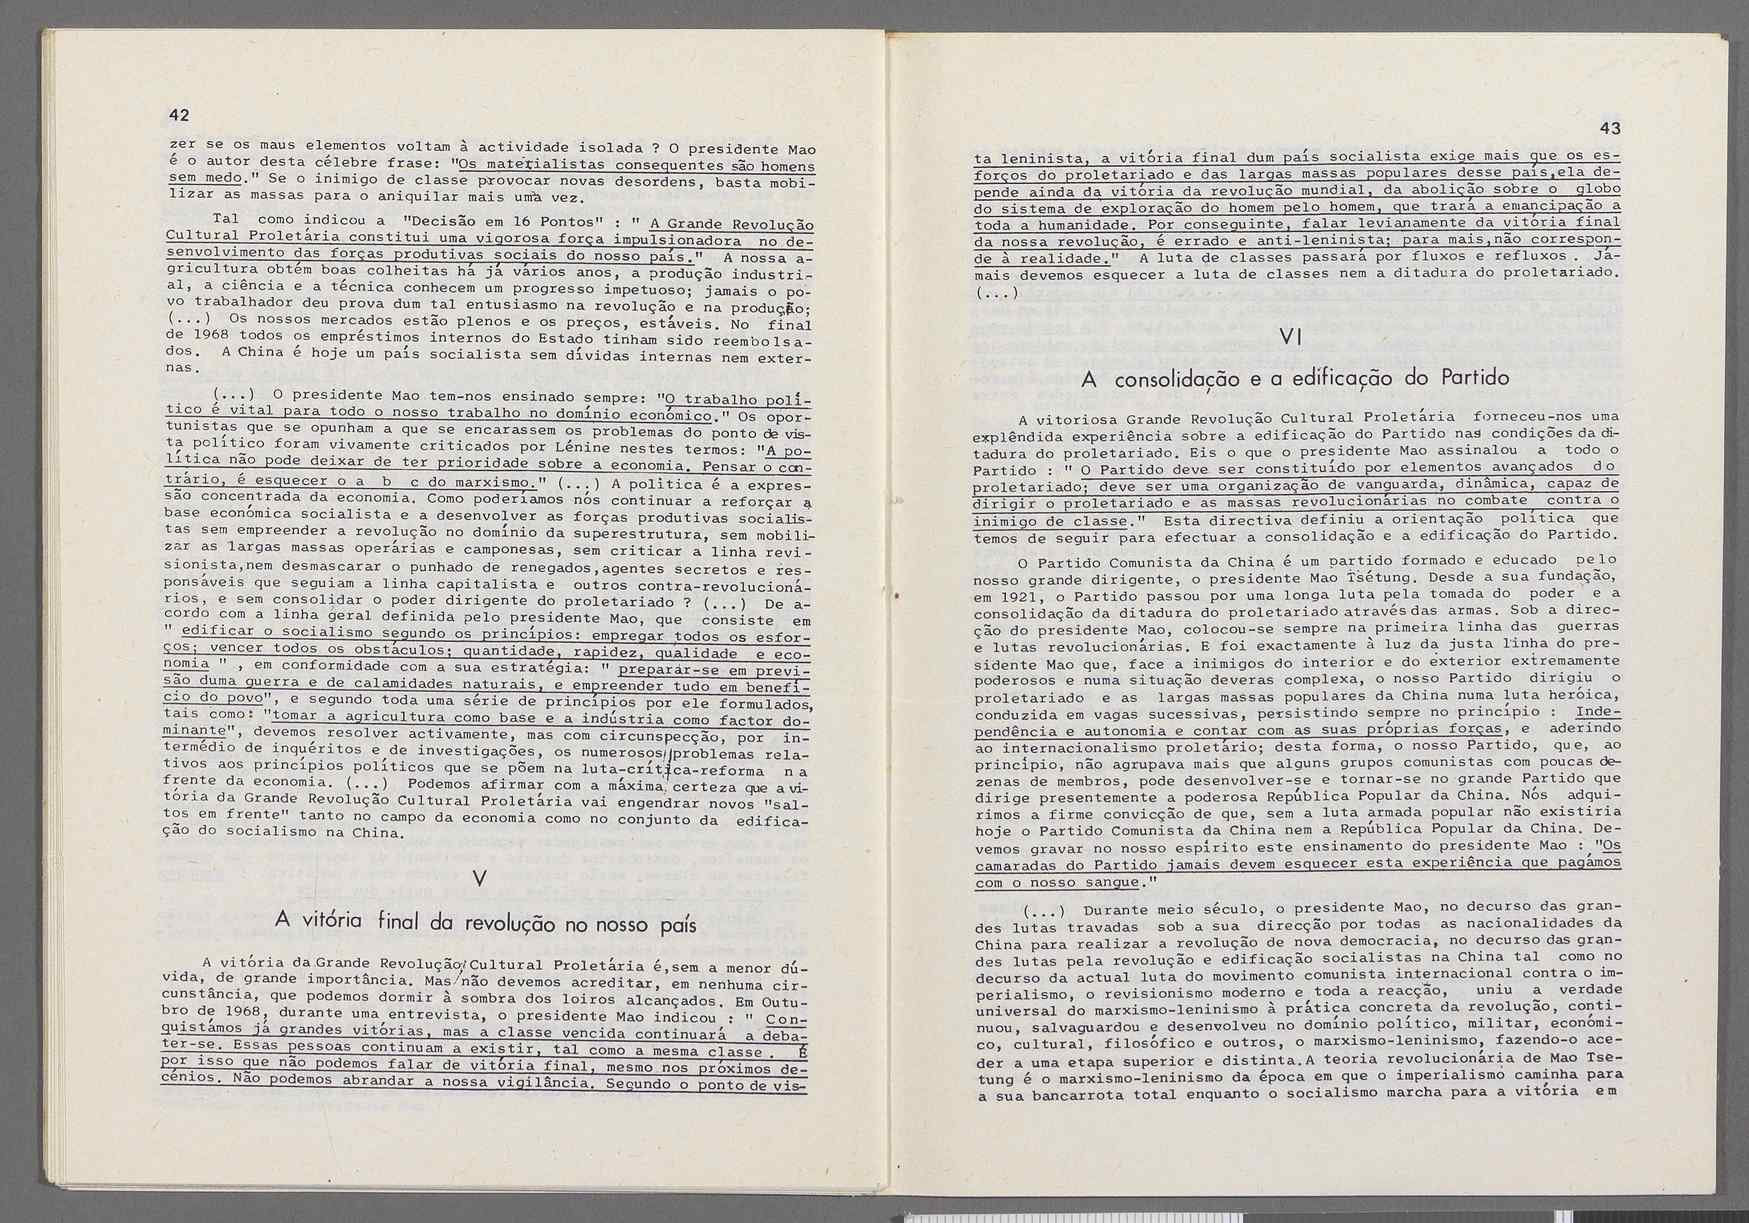 42
zer se os maus elementos voltam à actividade isolada ? O presidente Mao
é o autor desta célebre frase: "Os materialistas consequentes são homens
sem medo." Se o inimigo de classe provocar novas desordens, basta mobi-
lizar as massas para o aniquilar mais uma vez.
Tal como indicou a "Decisão em 16 Pontos" : " A Grande Revolução
Cultural Proletária constitui uma vigorosa força impulsionadora no de-
senvolvimento das forças produtivas sociais do nosso país." A nossa a-
gricultura obtém boas colheitas há já vários anos, a produção industri-
al, a ciência e a técnica conhecem um progresso impetuoso; jamais o po-
vo trabalhador deu prova dum tal entusiasmo na revolução e na produção;
(...) Os nossos mercados estão plenos e os preços, estáveis. No final
de 1968 todos os empréstimos internos do Estado tinham sido reembolsa-
dos. A China é hoje um país socialista sem dívidas internas nem exter-
nas.
(...) O presidente Mao tem-nos ensinado sempre: "O trabalho polí-
tico é vital para todo o nosso trabalho no domínio económico." Os opor-
tunistas que se opunham a que se encarassem os problemas do ponto de vis-
ta político foram vivamente criticados por Lénine nestes termos: "A po-
lítica não pode deixar de ter prioridade sobre a economia. Pensar o con-
trário, é esquecer o a b c do marxismo." (...) A política é a expres-
são concentrada da economia. Como poderíamos nós continuar a reforçar a
base económica socialista e a desenvolver as forças produtivas socialis-
tas sem empreender a revolução no domínio da superestrutura, sem mobili-
zar as largas massas operárias e camponesas, sem criticar a linha revi-
sionista,nem desmascarar o punhado de renegados,agentes secretos e res-
ponsáveis que seguiam a linha capitalista e outros contra-revolucioná-
rios, e sem consolidar o poder dirigente do proletariado ? (...) De a-
cordo com a linha geral definida pelo presidente Mao, que consiste em
" edificar o socialismo segundo os princípios: empregar todos os esfor-
ços; vencer todos os obstáculos; quantidade, rapidez, qualidade e eco-
nomia " , em conformidade com a sua estratégia: " preparar-se em previ-
são duma guerra e de calamidades naturais, e empreender tudo em benefí-
cio do povo", e segundo toda uma série de princípios por ele formulados,
tais como: "tomar a agricultura como base e a indústria como factor do-
minante", devemos resolver activamente, mas com circunspecção, por in-
termédio de inquéritos e de investigações, os numerosos problemas rela-
tivos aos princípios políticos que se põem na luta-crítica-reforma na
frente da economia. (...) Podemos afirmar com a máxima certeza que a vi-
tória da Grande Revolução Cultural Proletária vai engendrar novos "sal-
tos em frente" tanto no campo da economia como no conjunto da edifica-
ção do socialismo na China.
V
A vitória final da revolução no nosso país
A vitória da Grande Revolução Cultural Proletária é,sem a menor dú-
vida, de grande importância. Mas não devemos acreditar, em nenhuma cir-
cunstância, que podemos dormir à sombra dos loiros alcançados. Em Outu-
bro de 1968, durante uma entrevista, o presidente Mao indicou : " Con-
quistámos já grandes vitórias, mas a classe vencida continuará a deba-
ter-se. Essas pessoas continuam a existir, tal como a mesma classe . É
por isso que não podemos falar de vitória final, mesmo nos próximos de-
cénios. Não podemos abrandar a nossa vigilância. Segundo o ponto de vis-
43
ta leninista, a vitória final dum país socialista exige mais que os es-
forços do proletariado e das largas massas populares desse país,ela de-
pende ainda da vitória da revolução mundial, da abolição sobre o globo
do sistema de exploração do homem pelo homem, que trará a emancipação a
toda a humanidade. Por conseguinte, falar levianamente da vitória final
da nossa revolução, é errado e anti-leninista; para mais,não correspon-
de à realidade." A luta de classes passará por fluxos e refluxos . Já-
mais devemos esquecer a luta de classes nem a ditadura do proletariado.
(...)
VI
A consolidação e a edificação do Partido
A vitoriosa Grande Revolução Cultural Proletária forneceu-nos uma
explêndida experiência sobre a edificação do Partido nas condições da di-
tadura do proletariado. Eis o que o presidente Mao assinalou a todo o
Partido : " O Partido deve ser constituído por elementos avançados do
proletariado; deve ser uma organização de vanguarda, dinâmica, capaz de
dirigir o proletariado e as massas revolucionárias no combate contra o
inimigo de classe." Esta directiva definiu a orientação política que
temos de seguir para efectuar a consolidação e a edificação do Partido.
O Partido Comunista da China é um partido formado e educado pelo
nosso grande dirigente, o presidente Mao Tsétung. Desde a sua fundação,
em 1921, o Partido passou por uma longa luta pela tomada do poder e a
consolidação da ditadura do proletariado através das armas. Sob a direc-
ção do presidente Mao, colocou-se sempre na primeira linha das guerras
e lutas revolucionárias. E foi exactamente à luz da justa linha do pre-
sidente Mao que, face a inimigos do interior e do exterior extremamente
poderosos e numa situação deveras complexa, o nosso Partido dirigiu o
proletariado e as largas massas populares da China numa luta heróica,
conduzida em vagas sucessivas, persistindo sempre no princípio : Inde-
pendência e autonomia e contar com as suas próprias forças, e aderindo
ao internacionalismo proletário; desta forma, o nosso Partido, que, ao
princípio, não agrupava mais que alguns grupos comunistas com poucas de-
zenas de membros, pode desenvolver-se e tornar-se no grande Partido que
dirige presentemente a poderosa República Popular da China. Nós adqui-
rimos a firme convicção de que, sem a luta armada popular não existiria
hoje o Partido Comunista da China nem a República Popular da China. De-
vemos gravar no nosso espírito este ensinamento do presidente Mao : "Os
camaradas do Partido jamais devem esquecer esta experiência que pagámos
com o nosso sangue."
(...) Durante meio século, o presidente Mao, no decurso das gran-
des lutas travadas sob a sua direcção por todas as nacionalidades da
China para realizar a revolução de nova democracia, no decurso das gran-
des lutas pela revolução e edificação socialistas na China tal como no
decurso da actual luta do movimento comunista internacional contra o im-
perialismo, o revisionismo moderno e toda a reacção, uniu a verdade
universal do marxismo-leninismo à prática concreta da revolução, conti-
nuou, salvaguardou e desenvolveu no domínio político, militar, económi-
co, cultural, filosófico e outros, o marxismo-leninismo, fazendo-o ace-
der a uma etapa superior e distinta.A teoria revolucionária de Mao Tse-
tung é o marxismo-leninismo da época em que o imperialismo caminha para
a sua bancarrota total enquanto o socialismo marcha para a vitória em